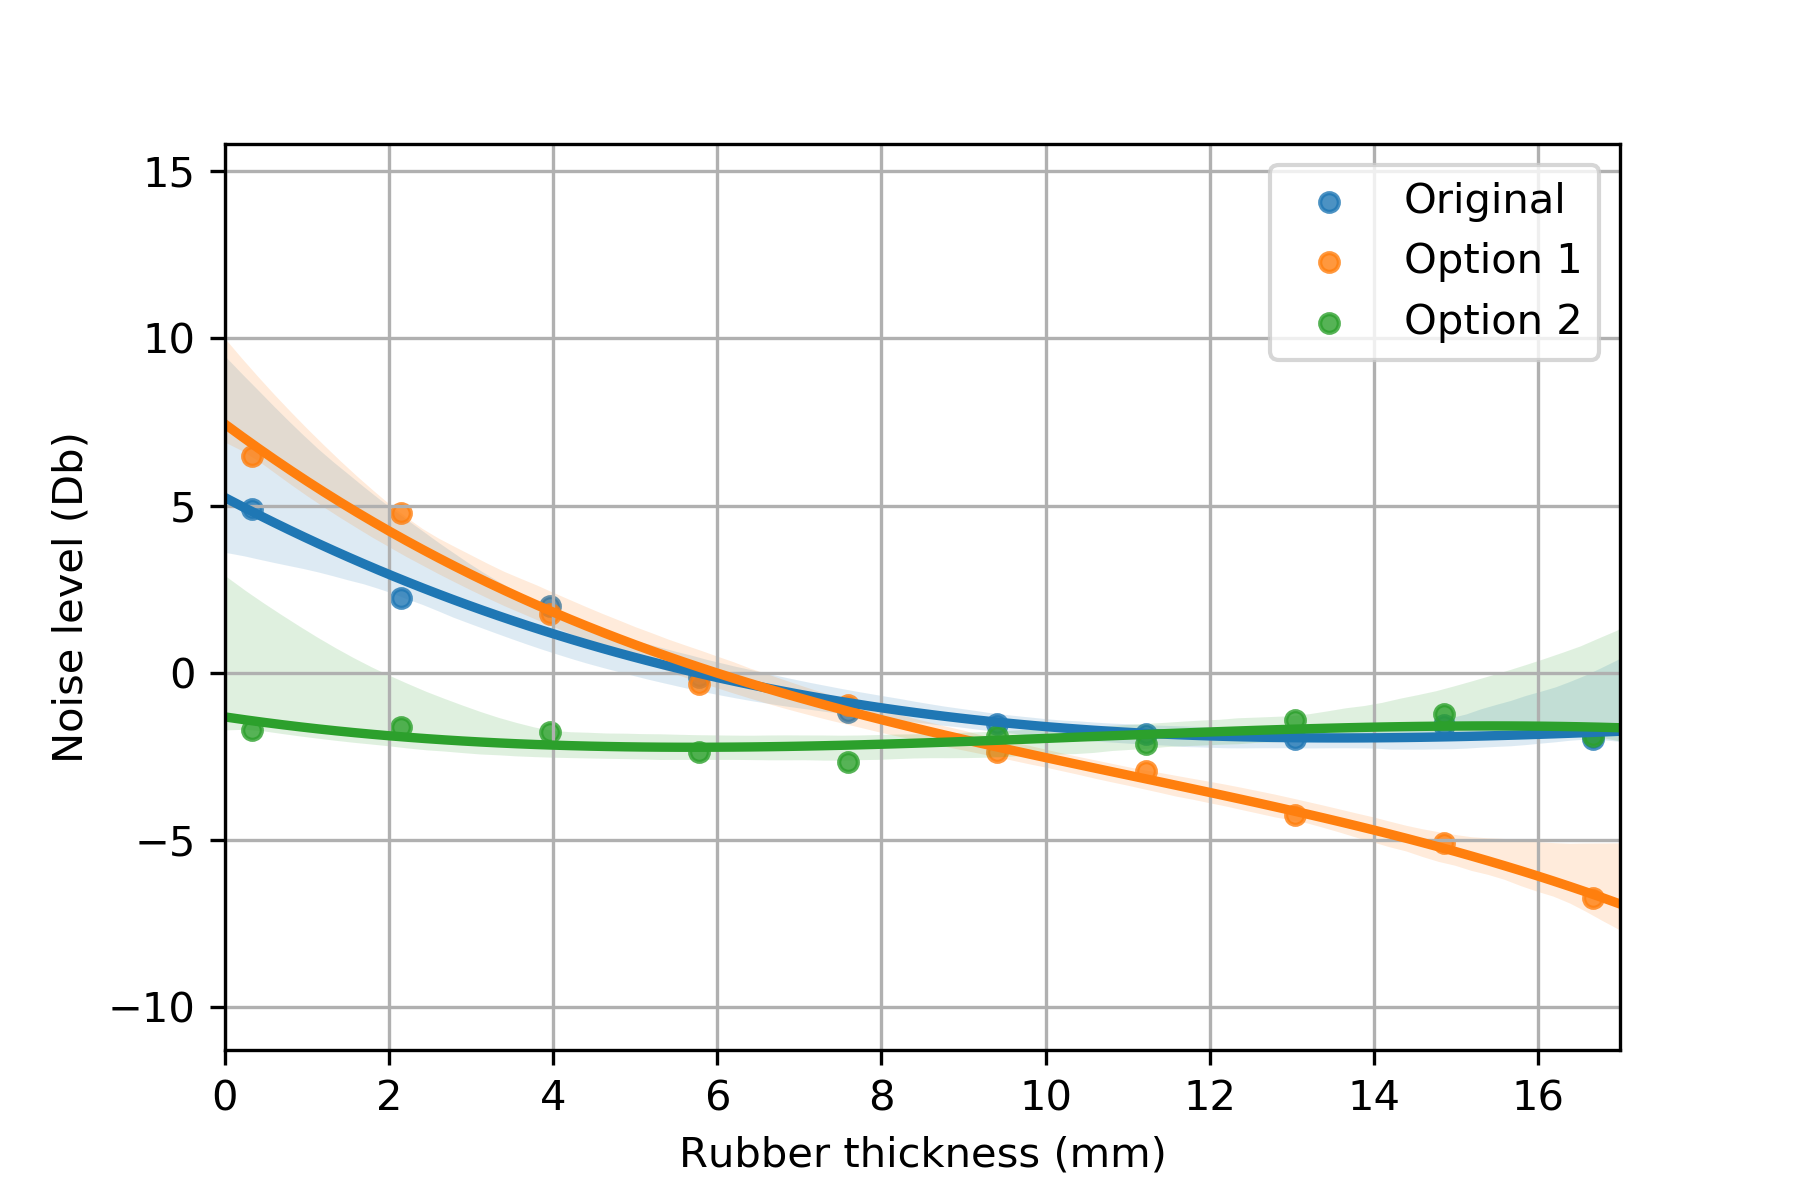 15
10
5
0
−5
−10
Noise level (Db)
Original
Option 1
Option 2
0 2 4 6 8 10 12 14 16
Rubber thickness (mm)